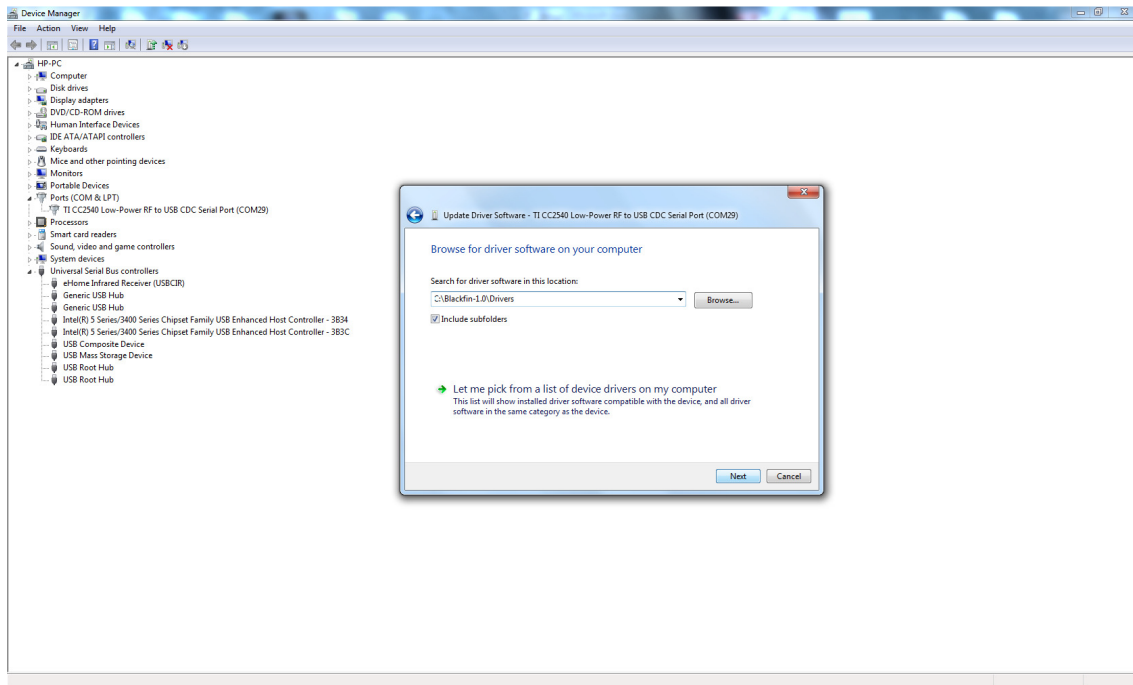 Device Manager
File Action View Help
HP-PC
Computer
Disk drives
Display adapters
DVD/CD-ROM drives
Human Interface Devices
IDE ATA/ATAPI controllers
Keyboards
Mice and other pointing devices
Monitors
Portable Devices
Ports (COM & LPT)
TI CC2540 Low-Power RF to USB CDC Serial Port (COM29)
Processors
Smart card readers
Sound, video and game controllers
System devices
Universal Serial Bus controllers
eHome Infrared Receiver (USBCIR)
Generic USB Hub
Generic USB Hub
Intel(R) 5 Series/3400 Series Chipset Family USB Enhanced Host Controller - 3B34
Intel(R) 5 Series/3400 Series Chipset Family USB Enhanced Host Controller - 3B3C
USB Composite Device
USB Mass Storage Device
USB Root Hub
USB Root Hub
Update Driver Software - TI CC2540 Low-Power RF to USB CDC Serial Port (COM29)
Browse for driver software on your computer
Search for driver software in this location:
C:\Blackfin-1.0\Drivers
Browse...
Include subfolders
Let me pick from a list of device drivers on my computer
This list will show installed driver software compatible with the device, and all driver
software in the same category as the device.
Next Cancel